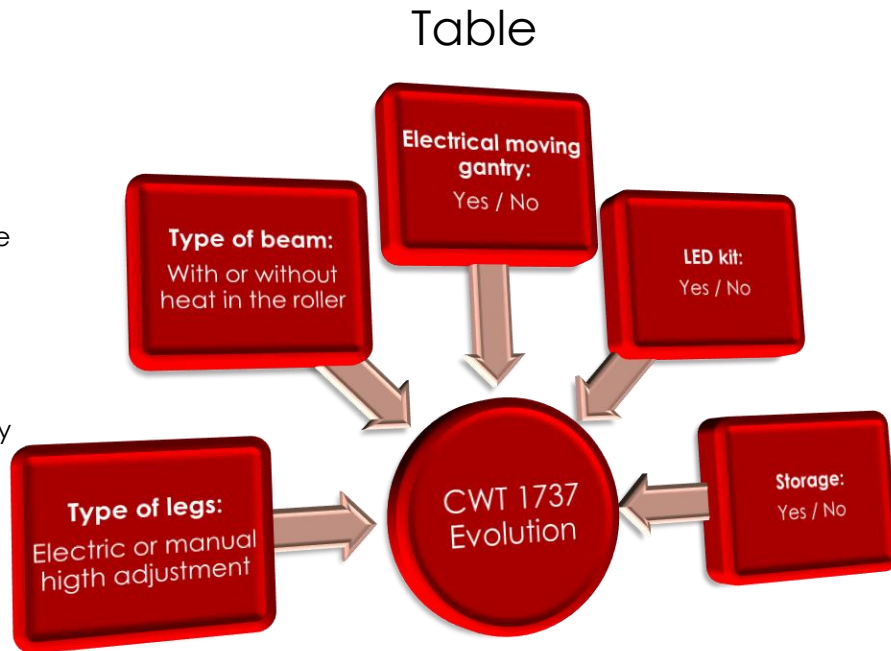 Table
e
y
Type of legs:
Electric or manual
higth adjustment
Type of beam:
With or without
heat in the roller
Electrical moving
gantry:
Yes / No
LED kit:
Yes / No
Storage:
Yes / No
CWT 1737
Evolution